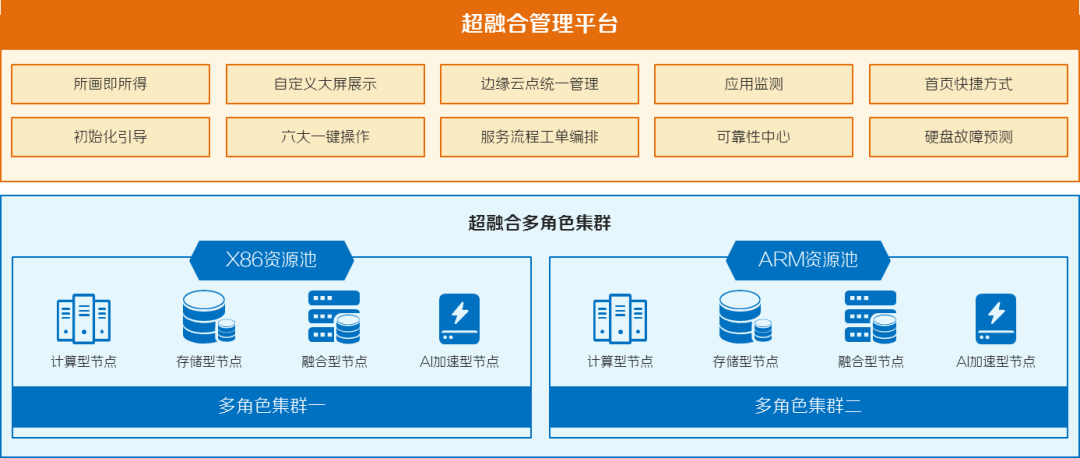 超融合管理平台
所画即所得
自定义大屏展示
边缘云点统一管理
应用监测
首页快捷方式
初始化引导
六大一键操作
服务流程工单编排
可靠性中心
硬盘故障预测
超融合多角色集群
X86资源池
ARM资源池
计算型节点
存储型节点
融合型节点
AI加速型节点
计算型节点
存储型节点
融合型节点
AI加速型节点
多角色集群一
多角色集群二